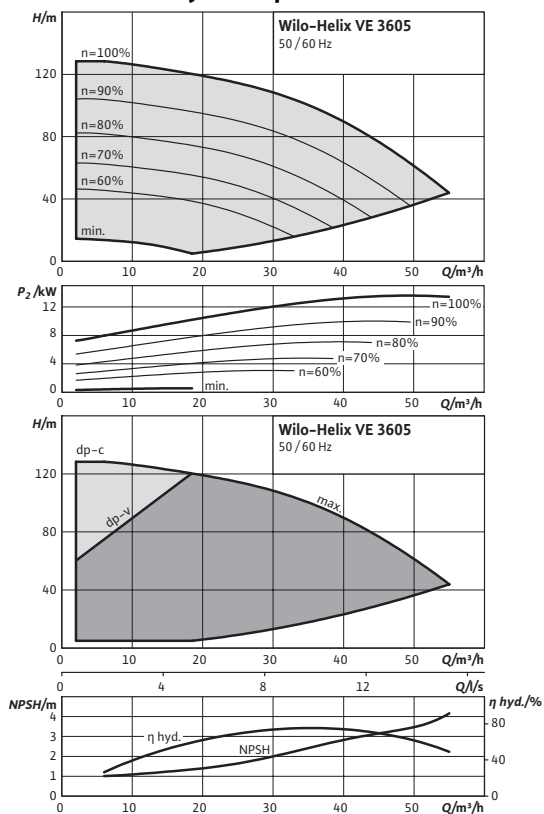 H/m
Wilo-Helix VE 3605
50/60 Hz
n=100%
120
n=90%
80
n=80%
n=70%
n=60%
40
min.
0
0 10 20 30 40 50 Q/m³/h
P₂/kW
12
n=100%
8
n=90%
n=80%
4
n=70%
n=60%
0
min.
0 10 20 30 40 50 Q/m³/h
H/m
Wilo-Helix VE 3605
50/60 Hz
dp-c
120
max.
dp-v
80
40
0
0 10 20 30 40 50 Q/m³/h
0 4 8 12 Q/l/s
NPSH/m
η hyd./%
4
80
3
η hyd.
NPSH
2
40
1
0
0
0 10 20 30 40 50 Q/m³/h